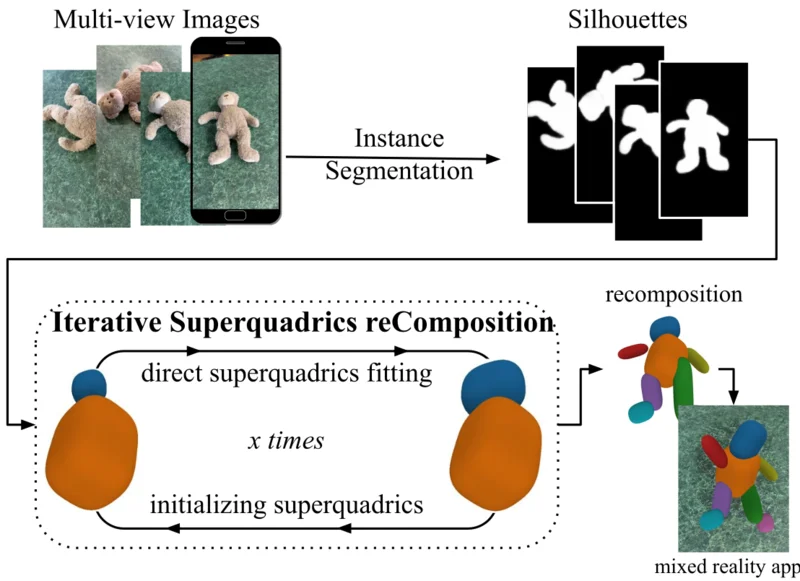 Multi-view Images
Silhouettes
Instance
Segmentation
Iterative Superquadrics reComposition
direct superquadrics fitting
x times
initializing superquadrics
recomposition
mixed reality app